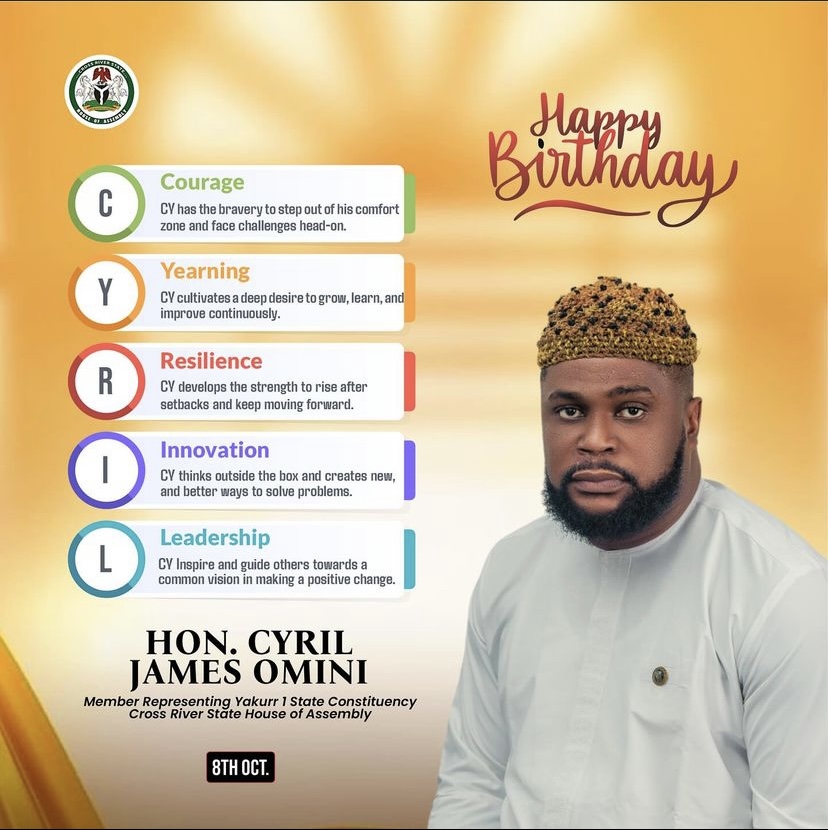 CROSS RIVER STATE
HOUSE OF ASSEMBLY
Happy
Birthday
C
Courage
CY has the bravery to step out of his comfort
zone and face challenges head-on.
Y
Yearning
CY cultivates a deep desire to grow, learn, and
improve continuously.
R
Resilience
CY develops the strength to rise after
setbacks and keep moving forward.
I
Innovation
CY thinks outside the box and creates new,
and better ways to solve problems.
L
Leadership
CY Inspire and guide others towards a
common vision in making a positive change.
HON. CYRIL
JAMES OMINI
Member Representing Yakurr 1 State Constituency
Cross River State House of Assembly
8TH OCT.